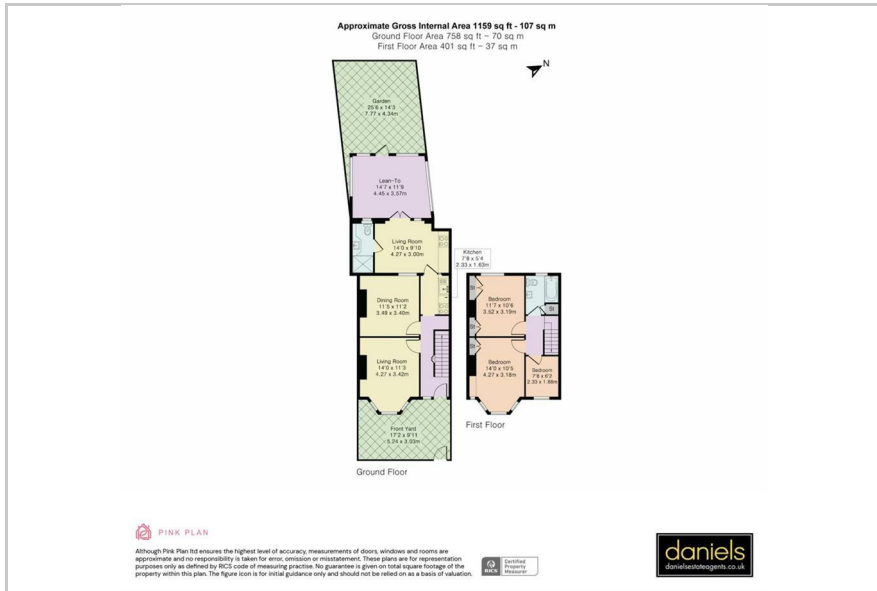 Approximate Gross Internal Area 1159 sq ft - 107 sq m
Ground Floor Area 758 sq ft – 70 sq m
First Floor Area 401 sq ft – 37 sq m
N
Garden
25'6 x 14'3
7.77 x 4.34m
Lean-To
14'7 x 11'9
4.45 x 3.57m
Living Room
14'0 x 9'10
4.27 x 3.00m
Kitchen
7'8 x 5'4
2.33 x 1.63m
Dining Room
11'5 x 11'2
3.49 x 3.40m
Living Room
14'0 x 11'3
4.27 x 3.42m
Front Yard
17'2 x 9'11
5.24 x 3.03m
Ground Floor
St
Bedroom
11'7 x 10'6
3.52 x 3.19m
St
St
St
Bedroom
14'0 x 10'5
4.27 x 3.18m
Bedroom
7'8 x 6'2
2.33 x 1.88m
First Floor
PINK PLAN
Although Pink Plan ltd ensures the highest level of accuracy, measurements of doors, windows and rooms are
approximate and no responsibility is taken for error, omission or misstatement. These plans are for representation
purposes only as defined by RICS code of measuring practise. No guarantee is given on total square footage of the
property within this plan. The figure icon is for initial guidance only and should not be relied on as a basis of valuation.
RICS
Certified
Property
Measurer
daniels
danielsestateagents.co.uk